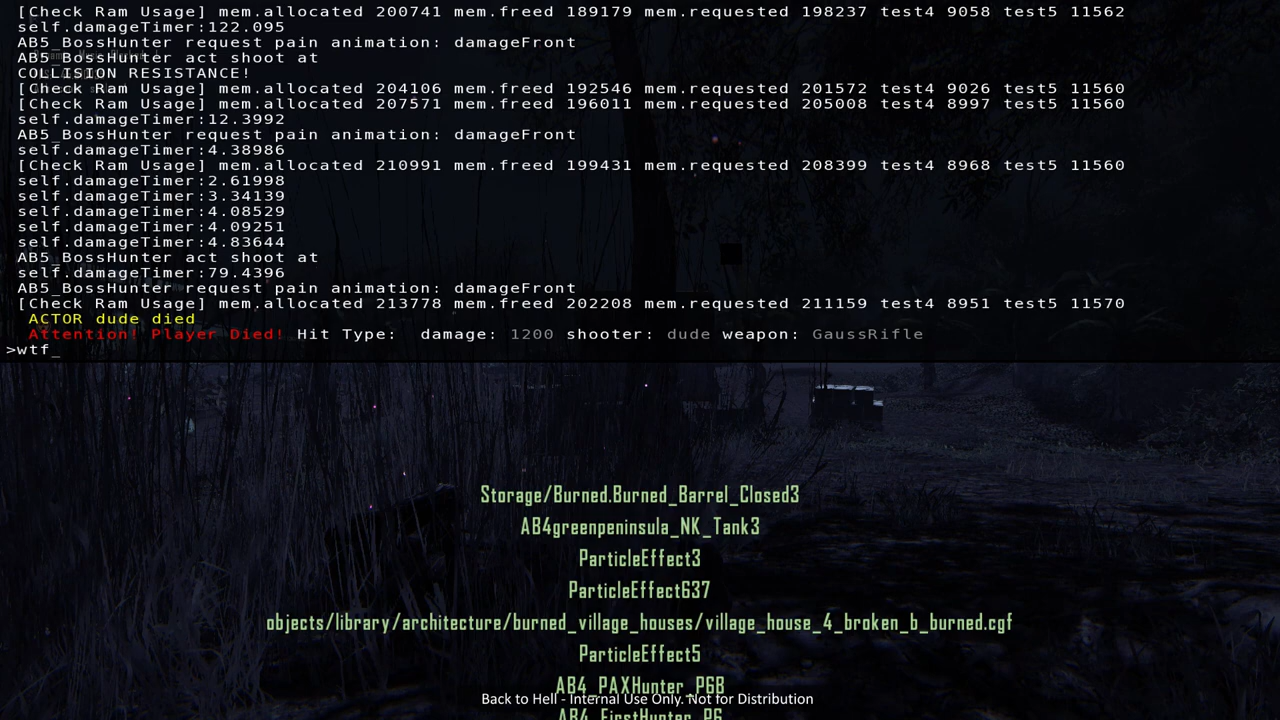 [Check Ram Usage] mem.allocated 200741 mem.freed 189179 mem.requested 198237 test4 9058 test5 11562
self.damageTimer:122.095
AB5_BossHunter request pain animation: damageFront
AB5_BossHunter act shoot at
COLLISION RESISTANCE!
[Check Ram Usage] mem.allocated 204106 mem.freed 192546 mem.requested 201572 test4 9026 test5 11560
[Check Ram Usage] mem.allocated 207571 mem.freed 196011 mem.requested 205008 test4 8997 test5 11560
self.damageTimer:12.3992
AB5_BossHunter request pain animation: damageFront
self.damageTimer:4.38986
[Check Ram Usage] mem.allocated 210991 mem.freed 199431 mem.requested 208399 test4 8968 test5 11560
self.damageTimer:2.61998
self.damageTimer:3.34139
self.damageTimer:4.08529
self.damageTimer:4.09251
self.damageTimer:4.83644
AB5_BossHunter act shoot at
self.damageTimer:79.4396
AB5_BossHunter request pain animation: damageFront
[Check Ram Usage] mem.allocated 213778 mem.freed 202208 mem.requested 211159 test4 8951 test5 11570
ACTOR dude died
Attention! Player Died! Hit Type:  damage: 1200 shooter: dude weapon: GaussRifle
>wtf_
Storage/Burned.Burned_Barrel_Closed3
AB4greenpeninsula_NK_Tank3
ParticleEffect3
ParticleEffect637
objects/library/architecture/burned_village_houses/village_house_4_broken_b_burned.cgf
ParticleEffect5
AB4_PAXHunter_P6B
Back to Hell - Internal Use Only. Not for Distribution
AB4_FirstHunter_P6